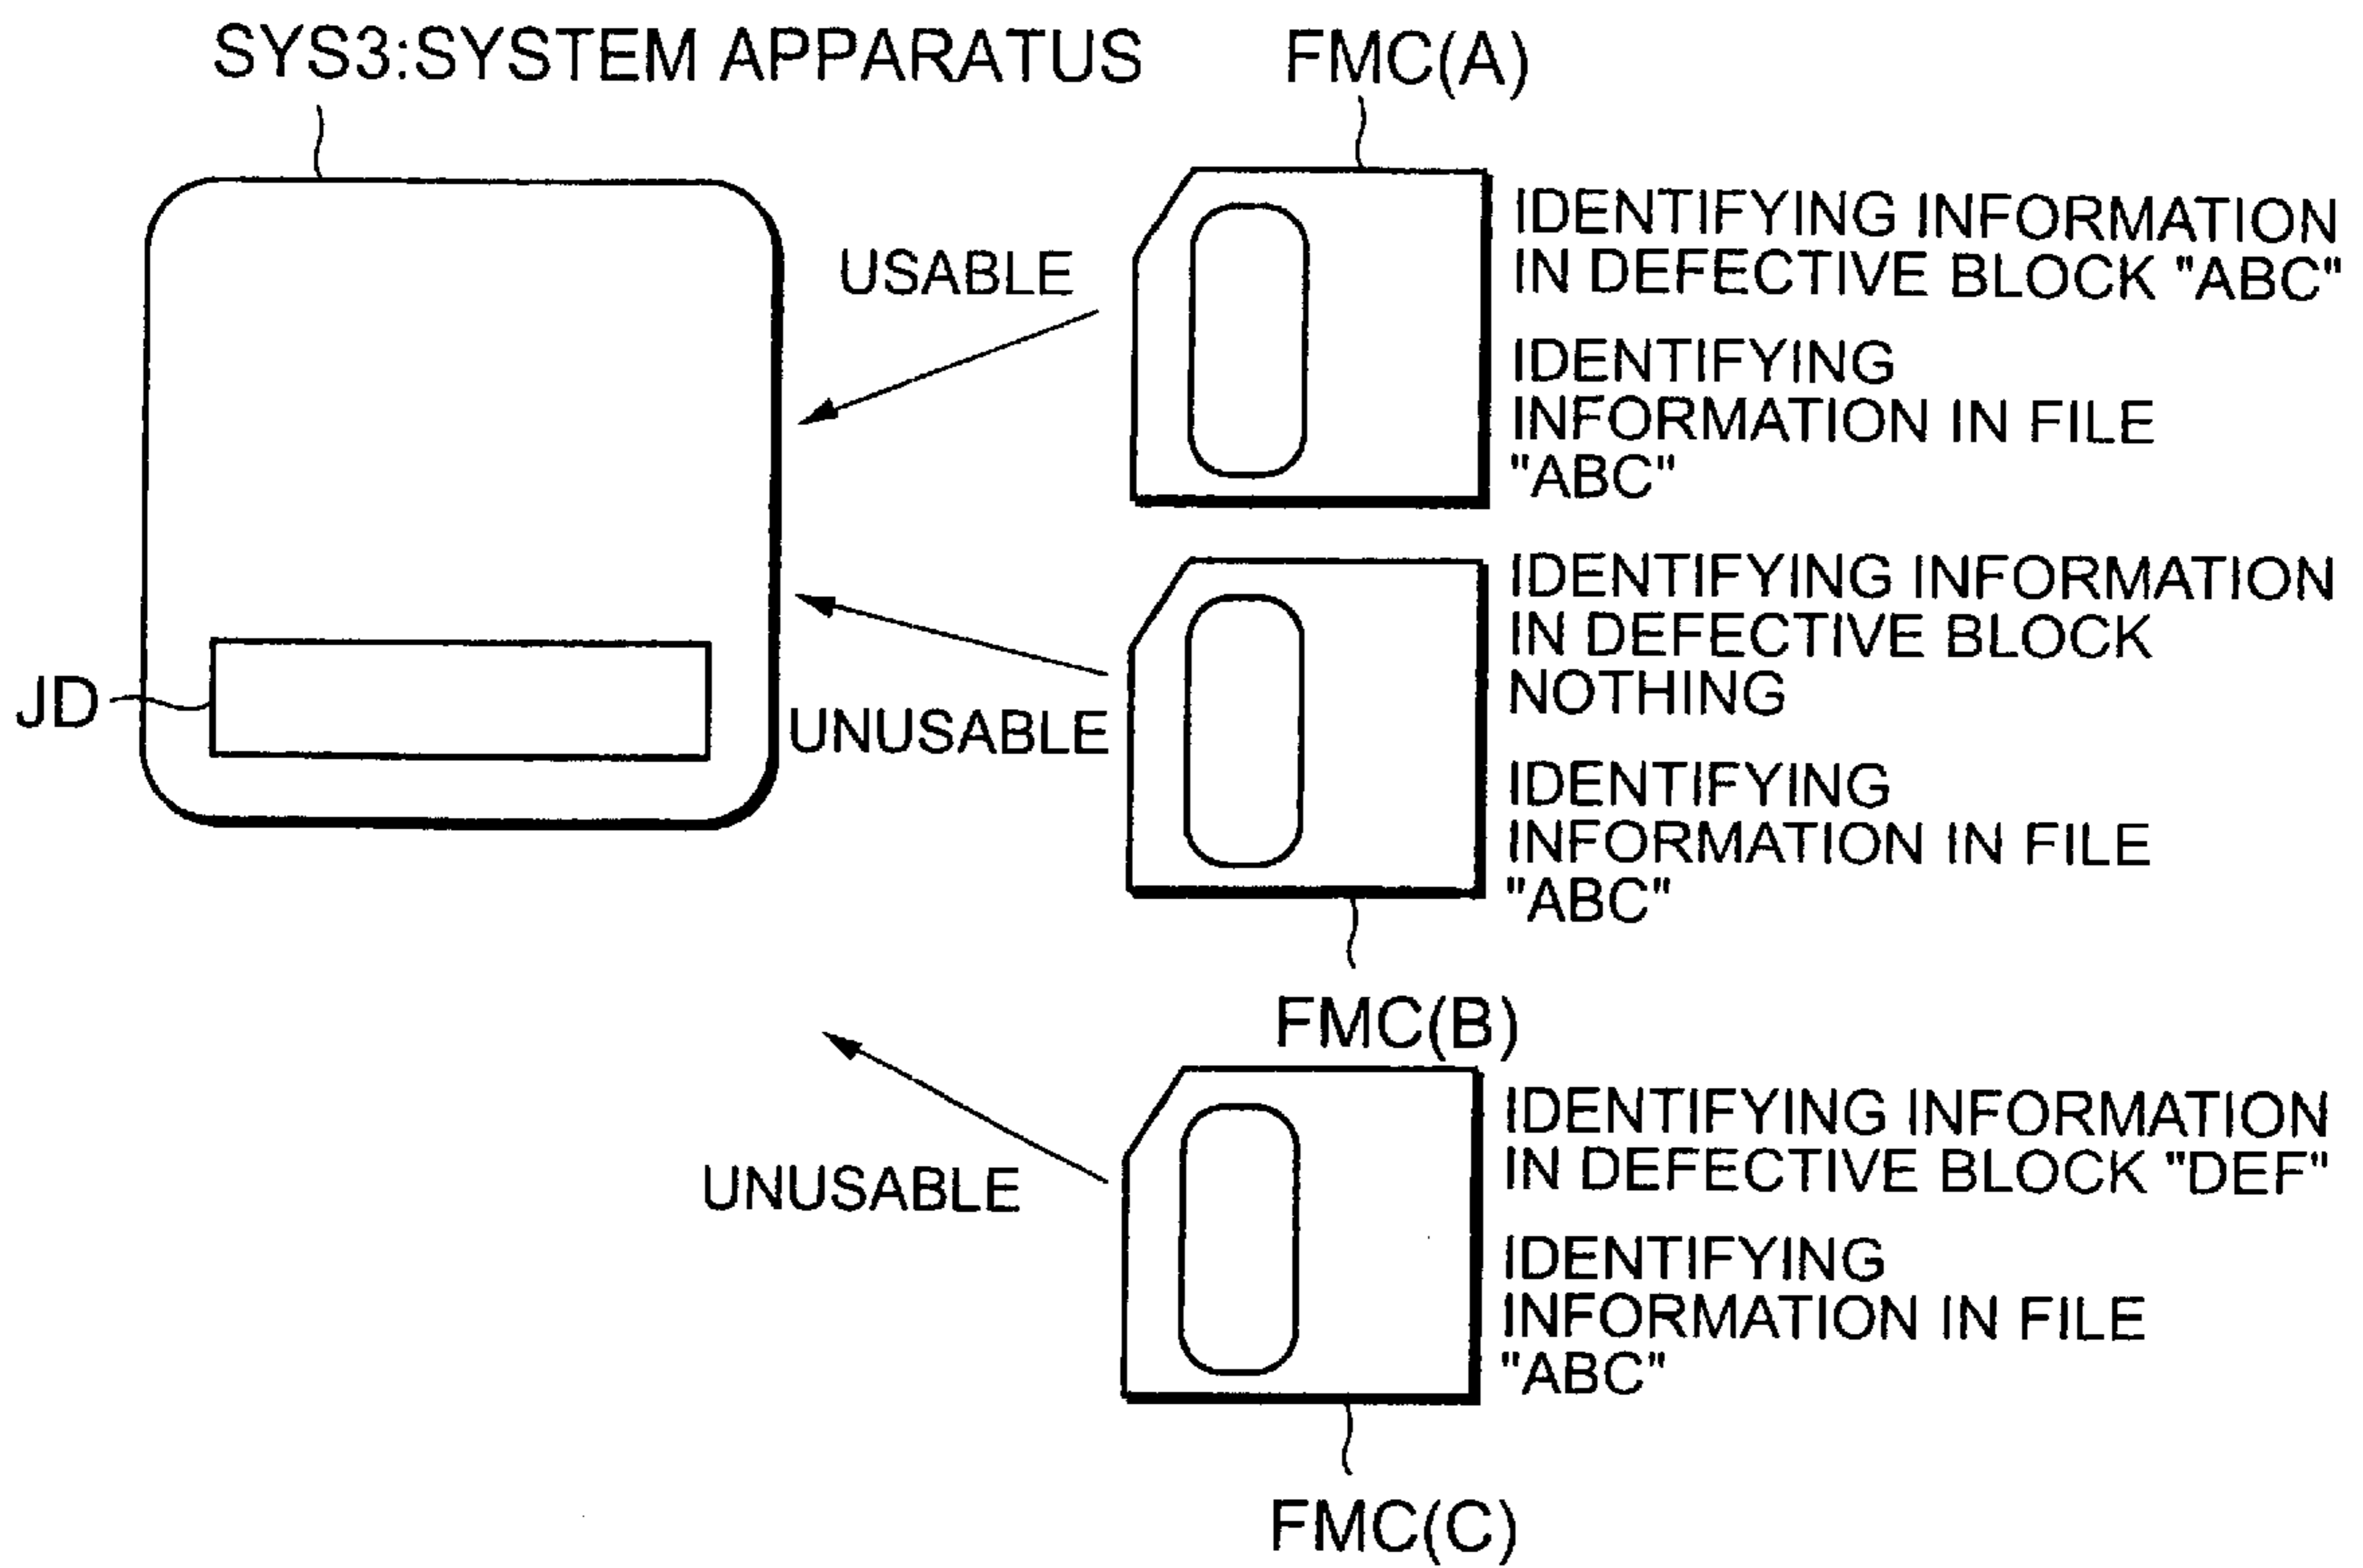 SYS3:SYSTEM APPARATUS
FMC(A)
USABLE
IDENTIFYING INFORMATION
IN DEFECTIVE BLOCK "ABC"
IDENTIFYING
INFORMATION IN FILE
"ABC"
JD
UNUSABLE
IDENTIFYING INFORMATION
IN DEFECTIVE BLOCK
NOTHING
IDENTIFYING
INFORMATION IN FILE
"ABC"
FMC(B)
UNUSABLE
IDENTIFYING INFORMATION
IN DEFECTIVE BLOCK "DEF"
IDENTIFYING
INFORMATION IN FILE
"ABC"
FMC(C)